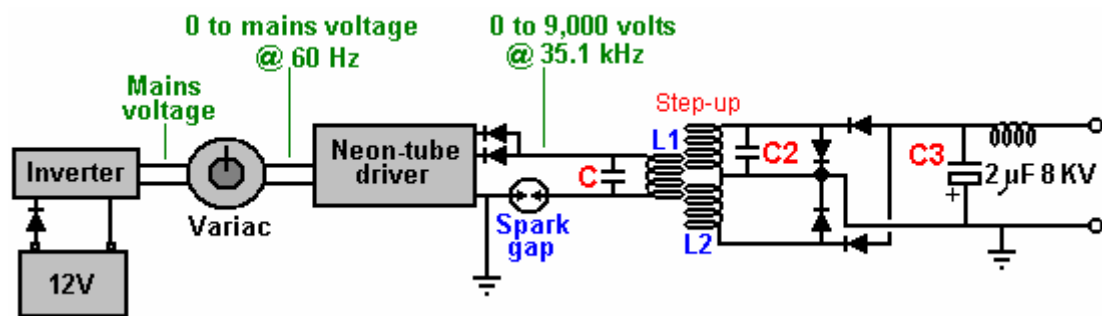 0 to mains voltage
@ 60 Hz
0 to 9,000 volts
@ 35.1 kHz
Mains
voltage
Step-up
L1
Neon-tube
driver
C2
C3
Inverter
C
2 µF 8 KV
+
Variac
Spark
gap
L2
12V